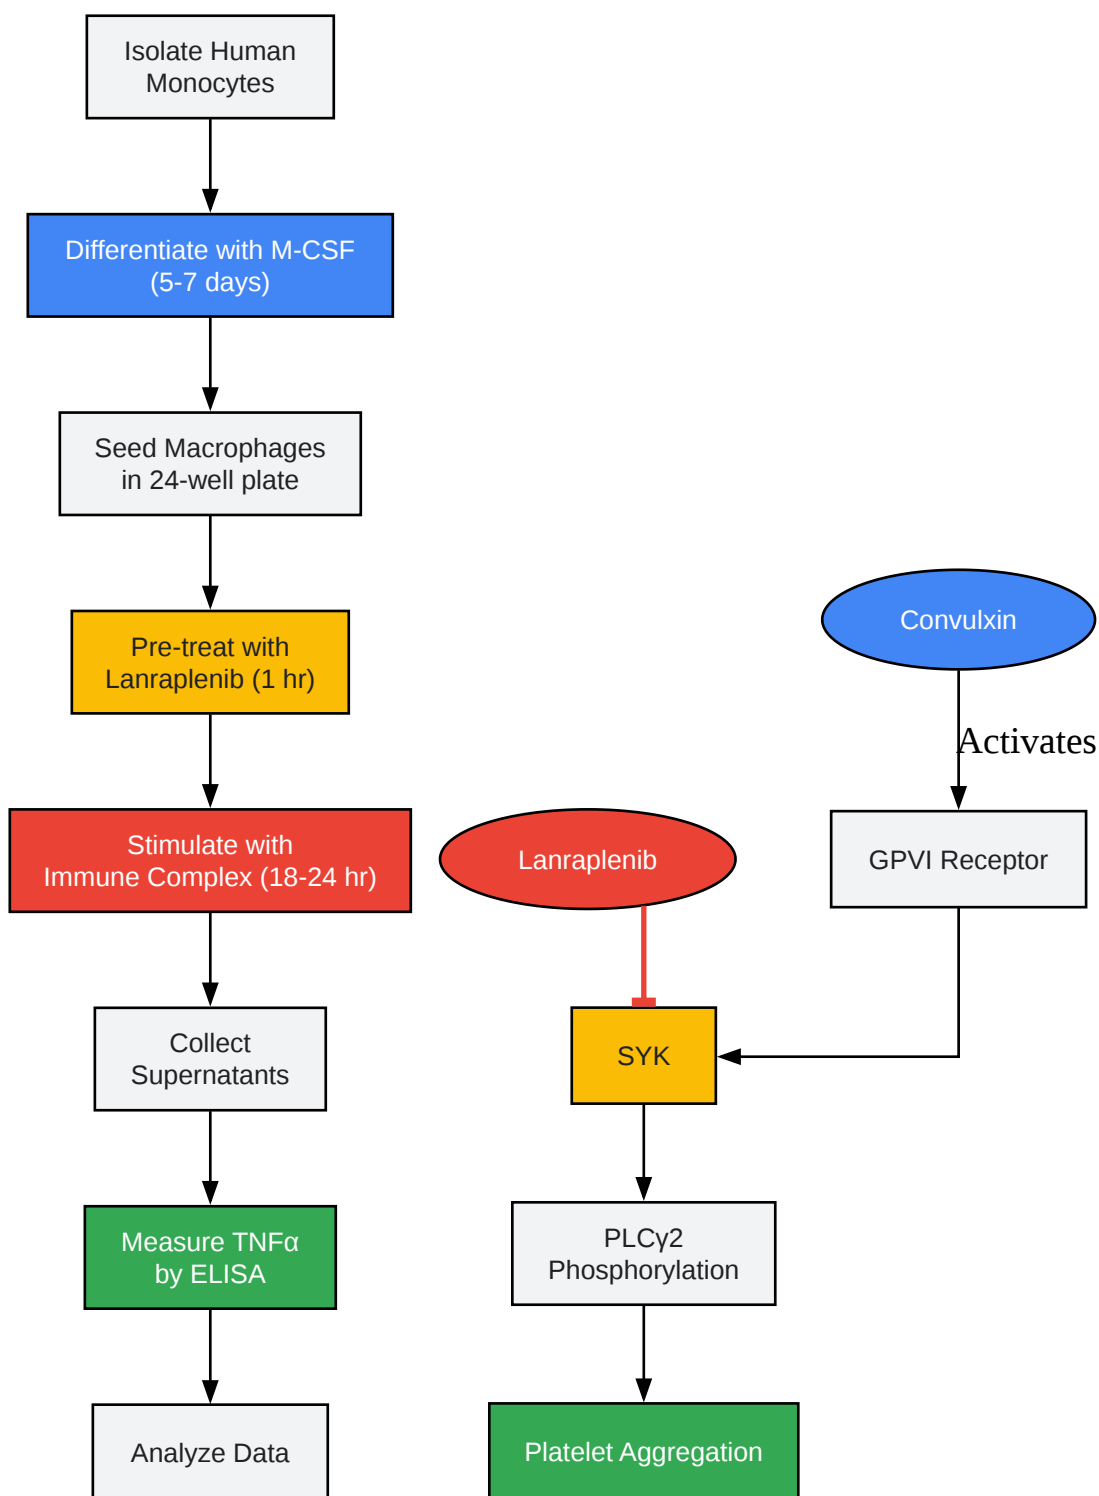 Isolate Human
Monocytes
Differentiate with M-CSF
(5-7 days)
Seed Macrophages
in 24-well plate
Pre-treat with
Lanraplenib (1 hr)
Stimulate with
Immune Complex (18-24 hr)
Collect
Supernatants
Measure TNFα
by ELISA
Analyze Data
Convulxin
Activates
GPVI Receptor
Lanraplenib
SYK
PLCγ2
Phosphorylation
Platelet Aggregation